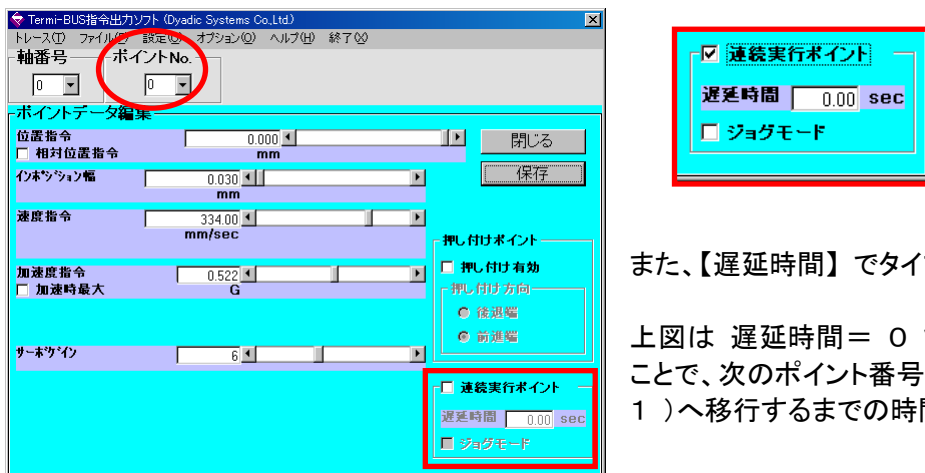 Termi-BUS指令出力ソフト (Dyadic Systems Co.,Ltd.)
トレース(T) ファイル(F) 設定(C) オプション(O) ヘルプ(H) 終了(X)
軸番号 ポイントNo.
0 0
ポイントデータ編集
位置指令 0.000
相対位置指令 mm
閉じる
保存
インポジション幅 0.030
mm
速度指令 334.00
mm/sec
加速度指令 0.522
加速時最大 G
サーボゲイン 6
押し付けポイント
押し付け有効
押し付け方向
後退端
前進端
連続実行ポイント
遅延時間 0.00 sec
ジョグモード
連続実行ポイント
遅延時間 0.00 sec
ジョグモード
また、【遅延時間】 でタイ
上図は 遅延時間= 0
ことで、次のポイント番号
1 )へ移行するまでの時